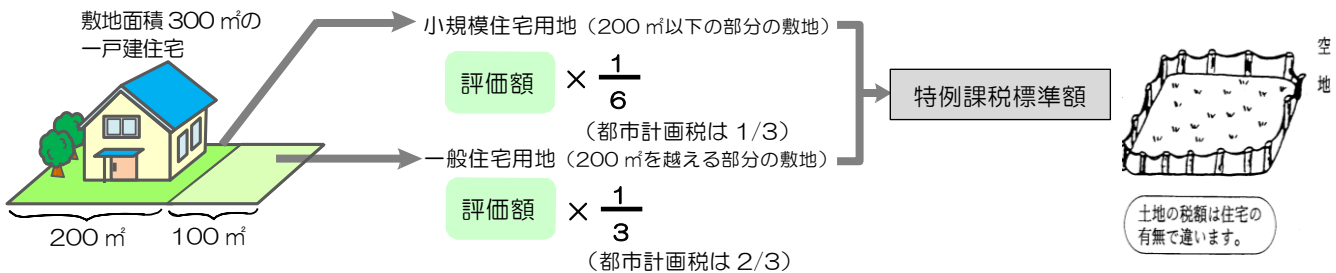 敷地面積 300 ㎡の
一戸建住宅
200 ㎡
100 ㎡
小規模住宅用地（200 ㎡以下の部分の敷地）
評価額 × 1/6
（都市計画税は 1/3）
一般住宅用地（200 ㎡を越える部分の敷地）
評価額 × 1/3
（都市計画税は 2/3）
特例課税標準額
空地
土地の税額は住宅の
有無で違います。